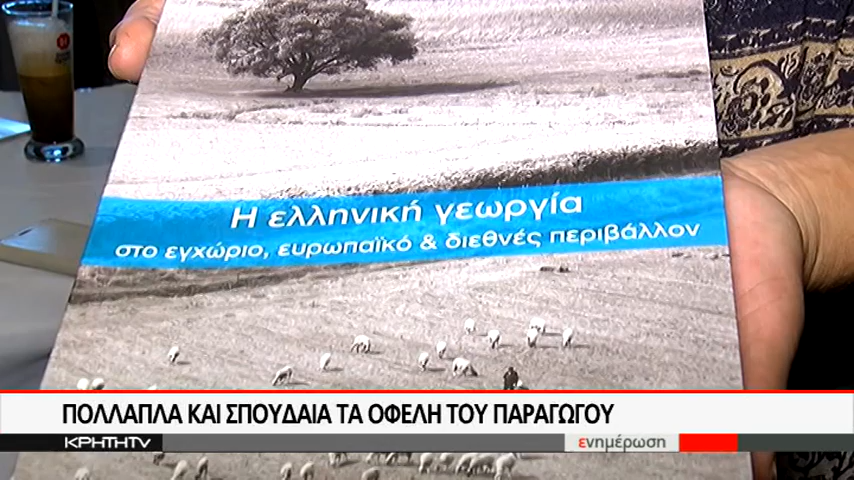 Η ελληνική γεωργία
στο εγχώριο, ευρωπαϊκό & διεθνές περιβάλλον
ΠΟΛΛΑΠΛΑ ΚΑΙ ΣΠΟΥΔΑΙΑ ΤΑ ΟΦΕΛΗ ΤΟΥ ΠΑΡΑΓΩΓΟΥ
ΚΡΗΤΗTV
ενημέρωση